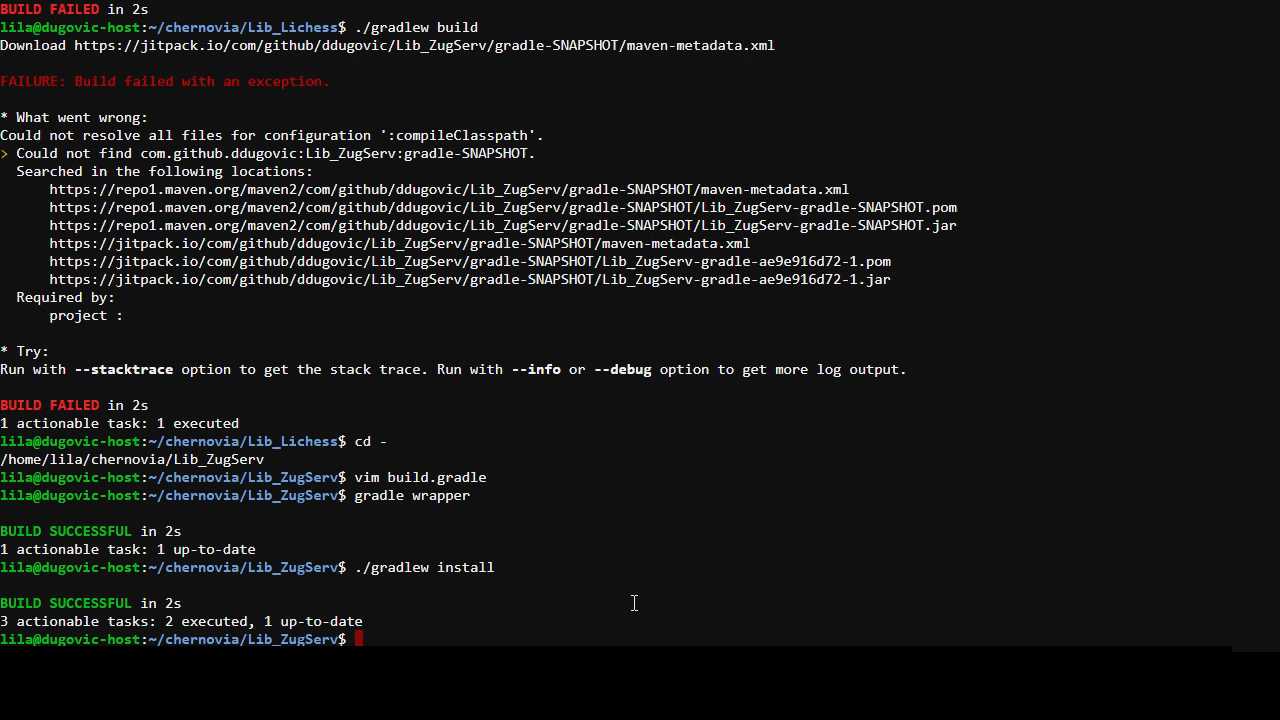 BUILD FAILED in 2s
lila@dugovic-host:~/chernovia/Lib_Lichess$ ./gradlew build
Download https://jitpack.io/com/github/ddugovic/Lib_ZugServ/gradle-SNAPSHOT/maven-metadata.xml
FAILURE: Build failed with an exception.
* What went wrong:
Could not resolve all files for configuration ':compileClasspath'.
> Could not find com.github.ddugovic:Lib_ZugServ:gradle-SNAPSHOT.
Searched in the following locations:
https://repo1.maven.org/maven2/com/github/ddugovic/Lib_ZugServ/gradle-SNAPSHOT/maven-metadata.xml
https://repo1.maven.org/maven2/com/github/ddugovic/Lib_ZugServ/gradle-SNAPSHOT/Lib_ZugServ-gradle-SNAPSHOT.pom
https://repo1.maven.org/maven2/com/github/ddugovic/Lib_ZugServ/gradle-SNAPSHOT/Lib_ZugServ-gradle-SNAPSHOT.jar
https://jitpack.io/com/github/ddugovic/Lib_ZugServ/gradle-SNAPSHOT/maven-metadata.xml
https://jitpack.io/com/github/ddugovic/Lib_ZugServ/gradle-SNAPSHOT/Lib_ZugServ-gradle-ae9e916d72-1.pom
https://jitpack.io/com/github/ddugovic/Lib_ZugServ/gradle-SNAPSHOT/Lib_ZugServ-gradle-ae9e916d72-1.jar
Required by:
project :
* Try:
Run with --stacktrace option to get the stack trace. Run with --info or --debug option to get more log output.
BUILD FAILED in 2s
1 actionable task: 1 executed
lila@dugovic-host:~/chernovia/Lib_Lichess$ cd -
/home/lila/chernovia/Lib_ZugServ
lila@dugovic-host:~/chernovia/Lib_ZugServ$ vim build.gradle
lila@dugovic-host:~/chernovia/Lib_ZugServ$ gradle wrapper
BUILD SUCCESSFUL in 2s
1 actionable task: 1 up-to-date
lila@dugovic-host:~/chernovia/Lib_ZugServ$ ./gradlew install
BUILD SUCCESSFUL in 2s
3 actionable tasks: 2 executed, 1 up-to-date
lila@dugovic-host:~/chernovia/Lib_ZugServ$